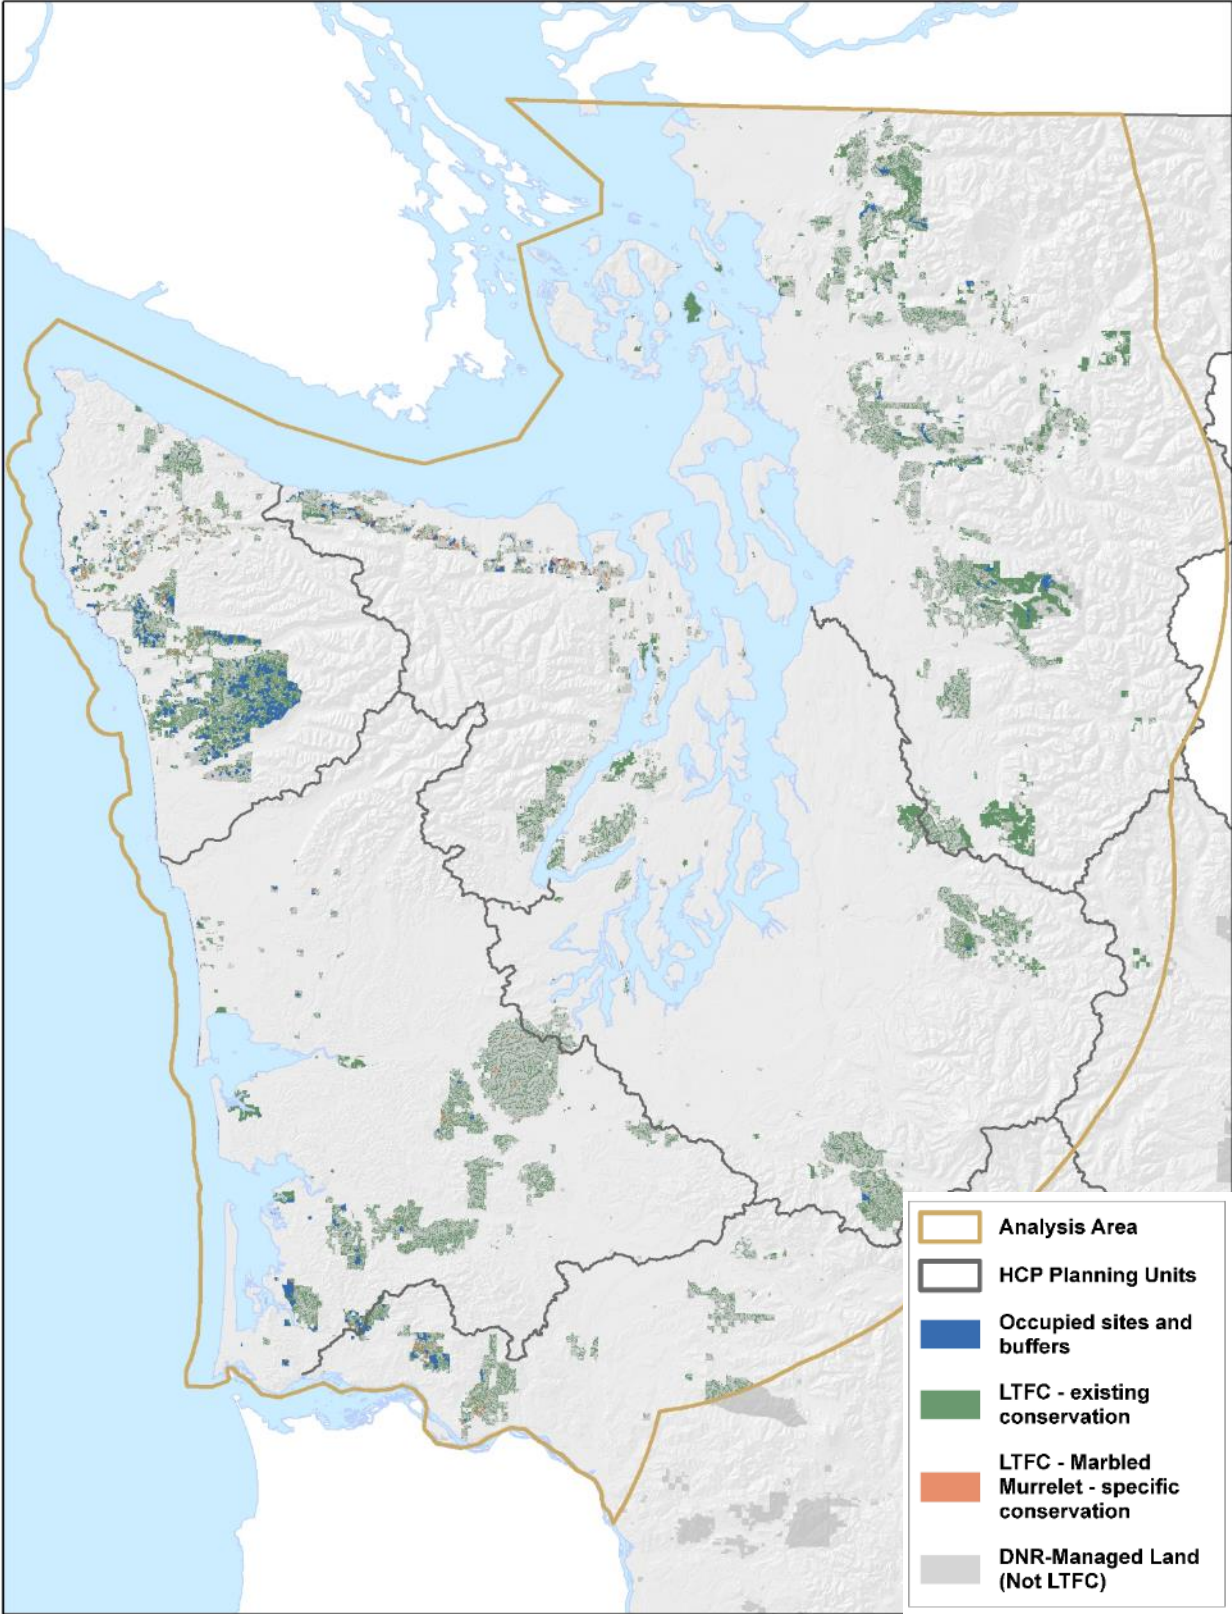 Analysis Area
HCP Planning Units
Occupied sites and
buffers
LTFC - existing
conservation
LTFC - Marbled
Murrelet - specific
conservation
DNR-Managed Land
(Not LTFC)